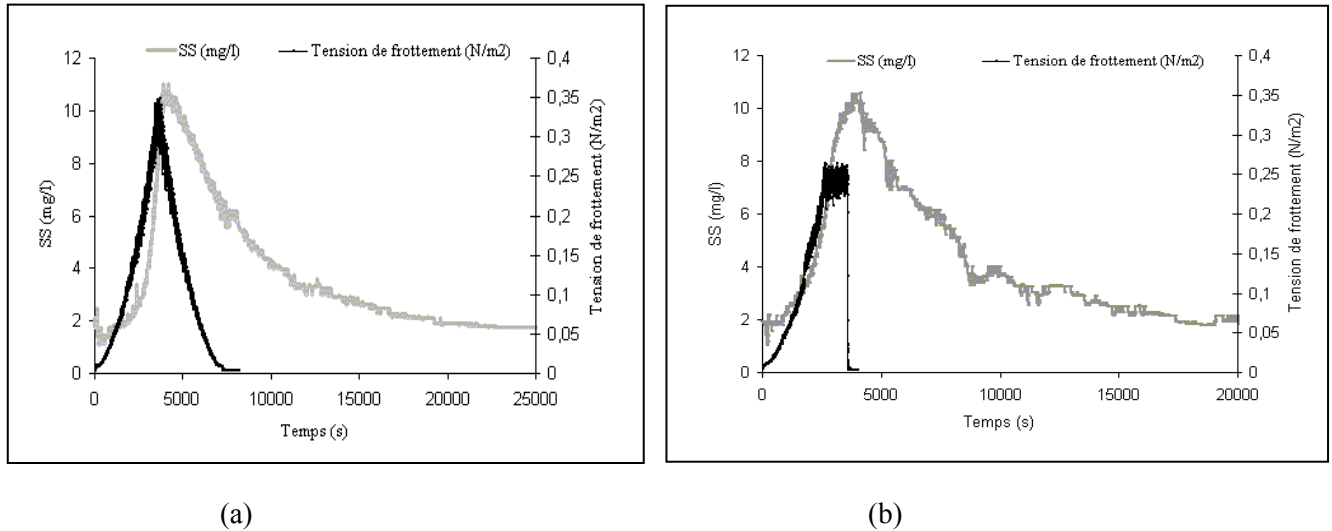 SS (mg/l) Tension de frottement (N/m2)
12 0,4
10 0,35
0,3
8 0,25
6 0,2
4 0,15
0,1
2 0,05
0 0
SS (mg/l)
Tension de frottement (N/m2)
0 5000 10000 15000 20000 25000
Temps (s)
SS (mg/l) Tension de frottement (N/m2)
12 0,4
10 0,35
0,3
8 0,25
6 0,2
4 0,15
0,1
2 0,05
0 0
SS (mg/l)
Tension de frottement (N/m2)
0 5000 10000 15000 20000
Temps (s)
(a) (b)